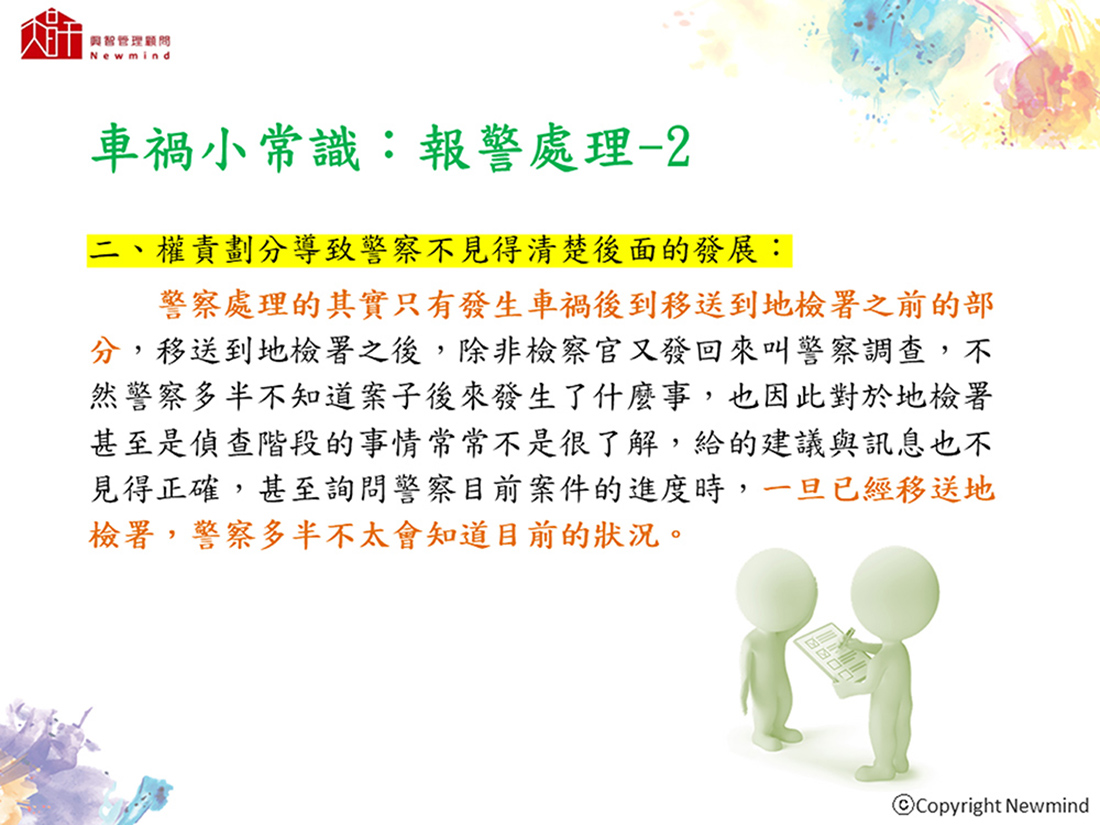 興智管理顧問
Newmind
車禍小常識：報警處理-2
二、權責劃分導致警察不見得清楚後面的發展：
警察處理的其實只有發生車禍後到移送到地檢署之前的部
分，移送到地檢署之後，除非檢察官又發回來叫警察調查，不
然警察多半不知道案子後來發生了什麼事，也因此對於地檢署
甚至是偵查階段的事情常常不是很了解，給的建議與訊息也不
見得正確，甚至詢問警察目前案件的進度時，一旦已經移送地
檢署，警察多半不太會知道目前的狀況。
ⓒCopyright Newmind